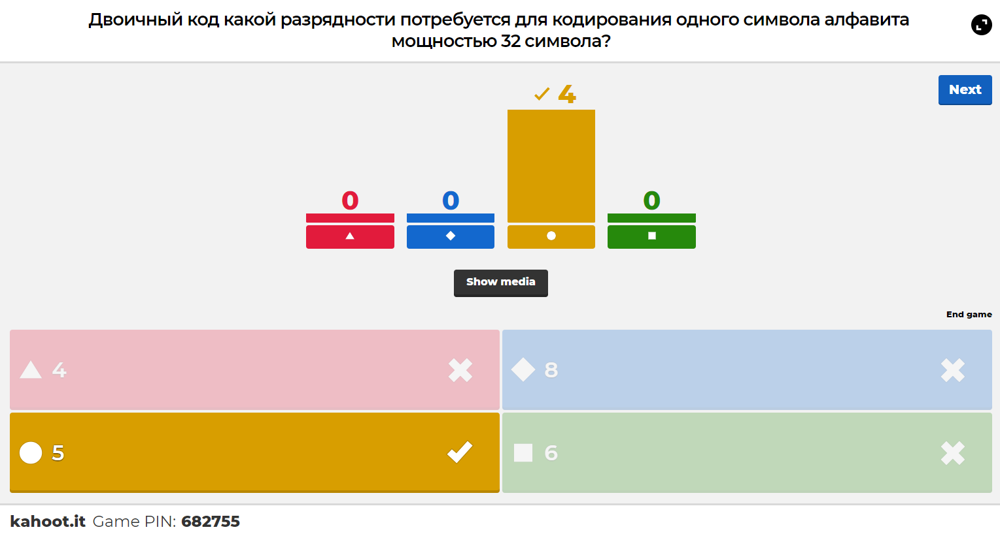 Двоичный код какой разрядности потребуется для кодирования одного символа алфавита
мощностью 32 символа?
Next
4
0
0
0
Show media
End game
4
8
5
6
kahoot.it Game PIN: 682755